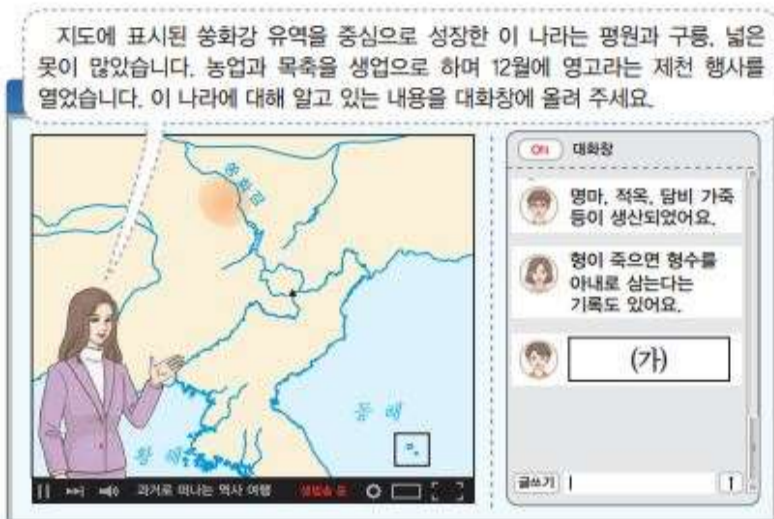 지도에 표시된 쑹화강 유역을 중심으로 성장한 이 나라는 평원과 구릉, 넓은
못이 많았습니다. 농업과 목축을 생업으로 하며 12월에 영고라는 제천 행사를
열었습니다. 이 나라에 대해 알고 있는 내용을 대화창에 올려 주세요.
쑹화강
동해
황해
과거로 떠나는 역사 여행 생방송 중
ON 대화창
명마, 적옥, 담비 가죽
등이 생산되었어요.
형이 죽으면 형수를
아내로 삼는다는
기록도 있어요.
(가)
글쓰기